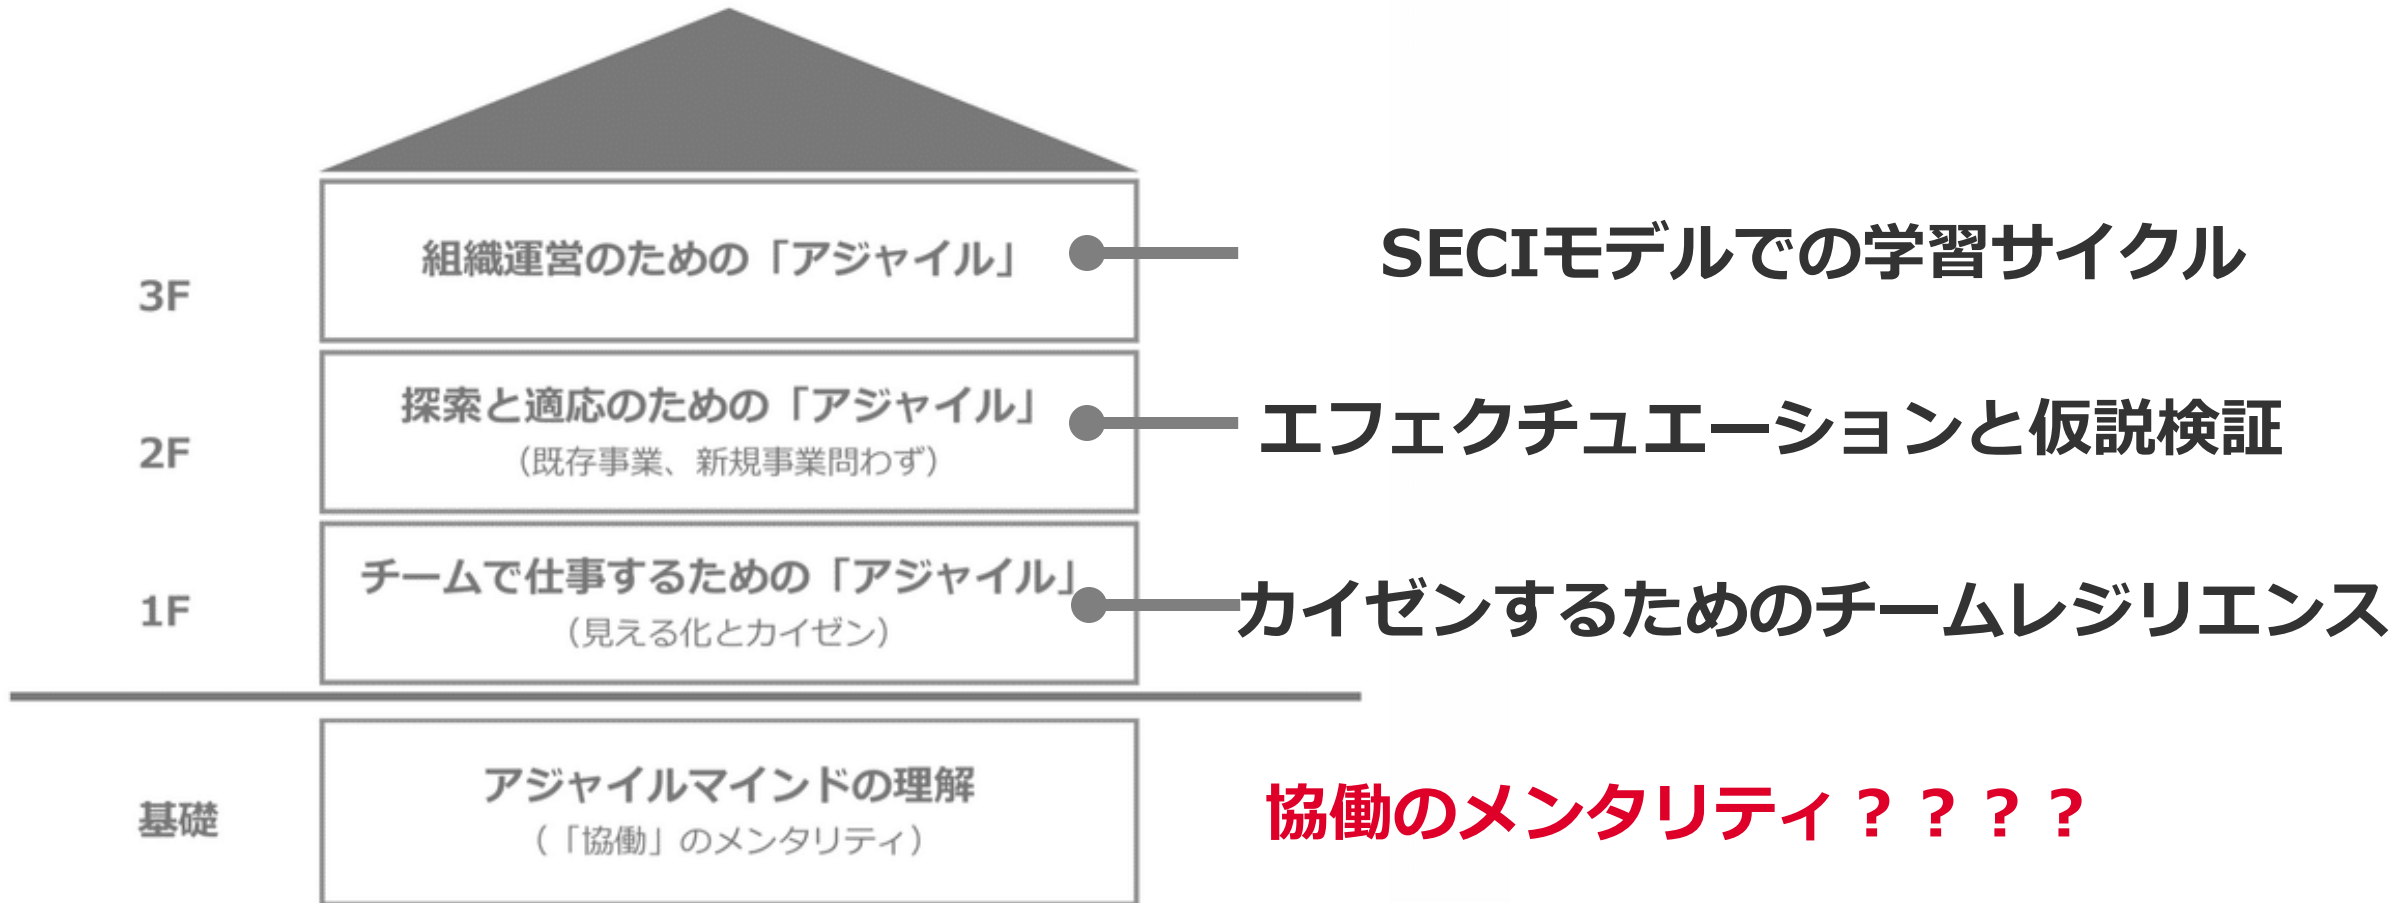 3F
組織運営のための「アジャイル」
SECIモデルでの学習サイクル
2F
探索と適応のための「アジャイル」
（既存事業、新規事業問わず）
エフェクチュエーションと仮説検証
1F
チームで仕事するための「アジャイル」
（見える化とカイゼン）
カイゼンするためのチームレジリエンス
基礎
アジャイルマインドの理解
（「協働」のメンタリティ）
協働のメンタリティ？？？？